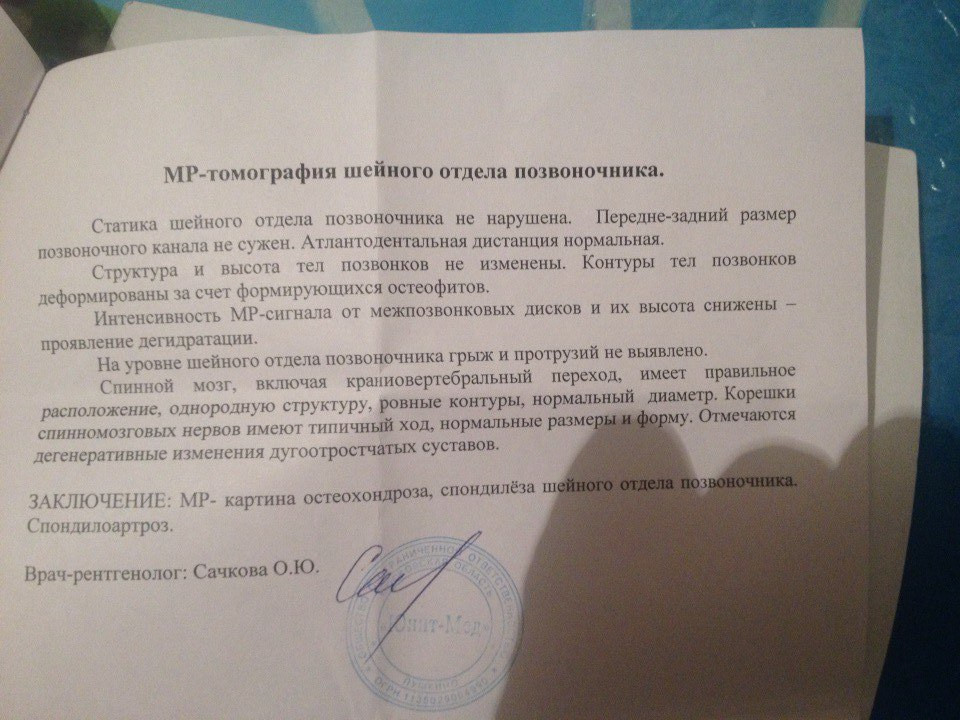 МР-томография шейного отдела позвоночника.
Статика шейного отдела позвоночника не нарушена. Передне-задний размер
позвоночного канала не сужен. Атлантодентальная дистанция нормальная.
Структура и высота тел позвонков не изменены. Контуры тел позвонков
деформированы за счет формирующихся остеофитов.
Интенсивность МР-сигнала от межпозвонковых дисков и их высота снижены –
проявление дегидратации.
На уровне шейного отдела позвоночника грыж и протрузий не выявлено.
Спинной мозг, включая краниовертебральный переход, имеет правильное
расположение, однородную структуру, ровные контуры, нормальный диаметр. Корешки
спинномозговых нервов имеют типичный ход, нормальные размеры и форму. Отмечаются
дегенеративные изменения дугоотростчатых суставов.
ЗАКЛЮЧЕНИЕ: МР- картина остеохондроза, спондилёза шейного отдела позвоночника.
Спондилоартроз.
Врач-рентгенолог: Сачкова О.Ю.
«Юнит-Мед»